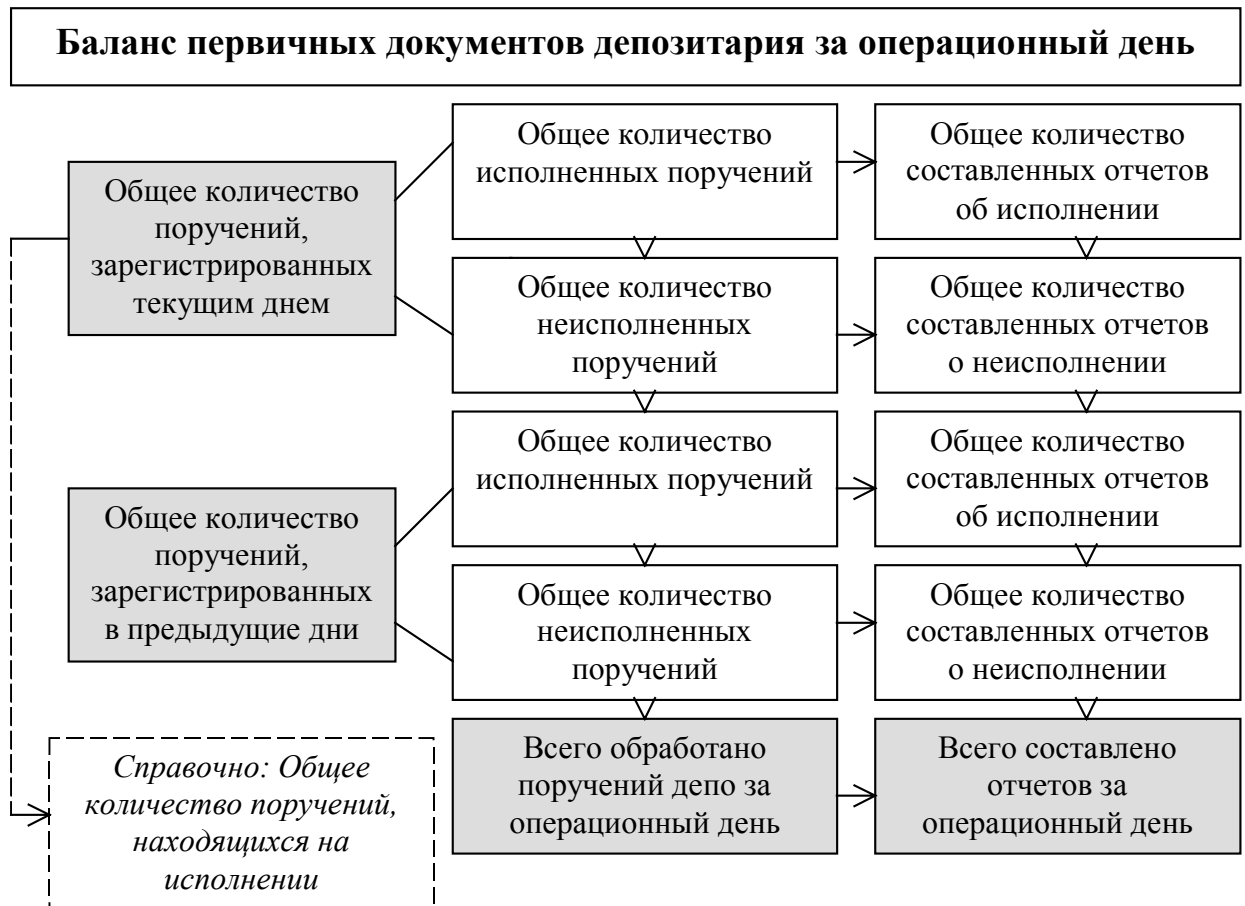 Баланс первичных документов депозитария за операционный день
Общее количество
поручений,
зарегистрированных
текущим днем
Общее количество
исполненных поручений
Общее количество
составленных отчетов
об исполнении
Общее количество
неисполненных
поручений
Общее количество
составленных отчетов
о неисполнении
Общее количество
поручений,
зарегистрированных
в предыдущие дни
Общее количество
исполненных поручений
Общее количество
составленных отчетов
об исполнении
Общее количество
неисполненных
поручений
Общее количество
составленных отчетов
о неисполнении
Справочно: Общее
количество поручений,
находящихся на
исполнении
Всего обработано
поручений депо за
операционный день
Всего составлено
отчетов за
операционный день